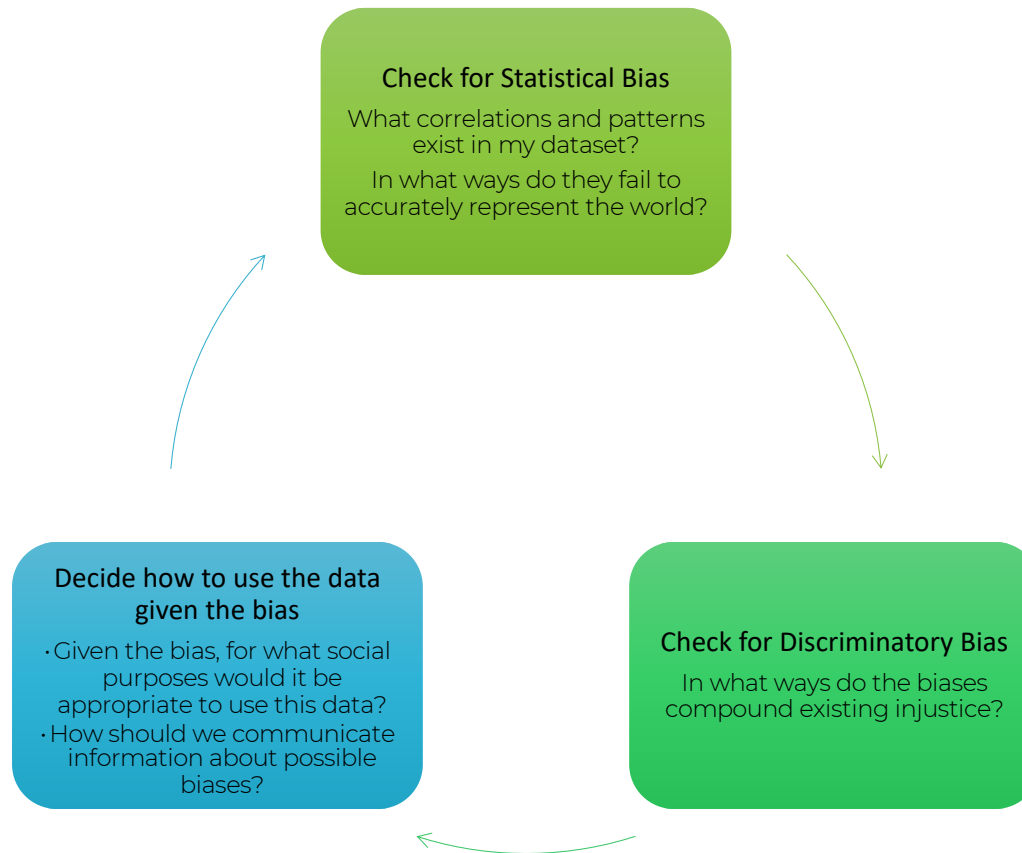 Check for Statistical Bias
What correlations and patterns
exist in my dataset?
In what ways do they fail to
accurately represent the world?
Check for Discriminatory Bias
In what ways do the biases
compound existing injustice?
Decide how to use the data
given the bias
· Given the bias, for what social
purposes would it be
appropriate to use this data?
· How should we communicate
information about possible
biases?